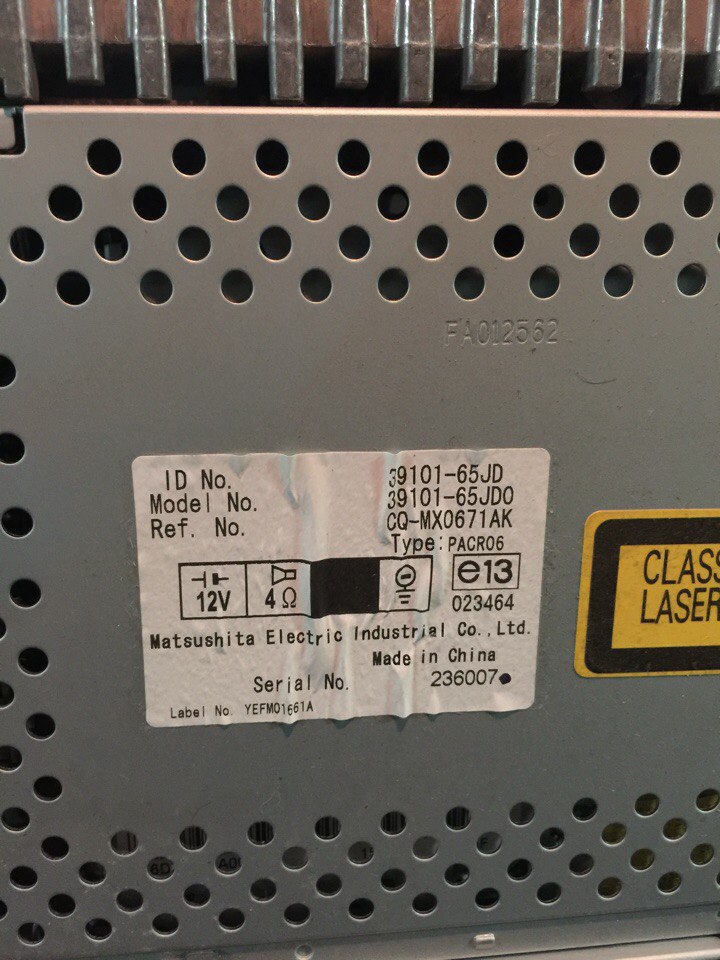 FA012562
ID No. 39101-65JD
Model No. 39101-65JD0
Ref. No. CQ-MX0671AK
Type: PACR06
12V 4Ω e13
023464
Matsushita Electric Industrial Co., Ltd.
Made in China
Serial No. 236007
Label No. YEFM01661A
CLASS
LASER